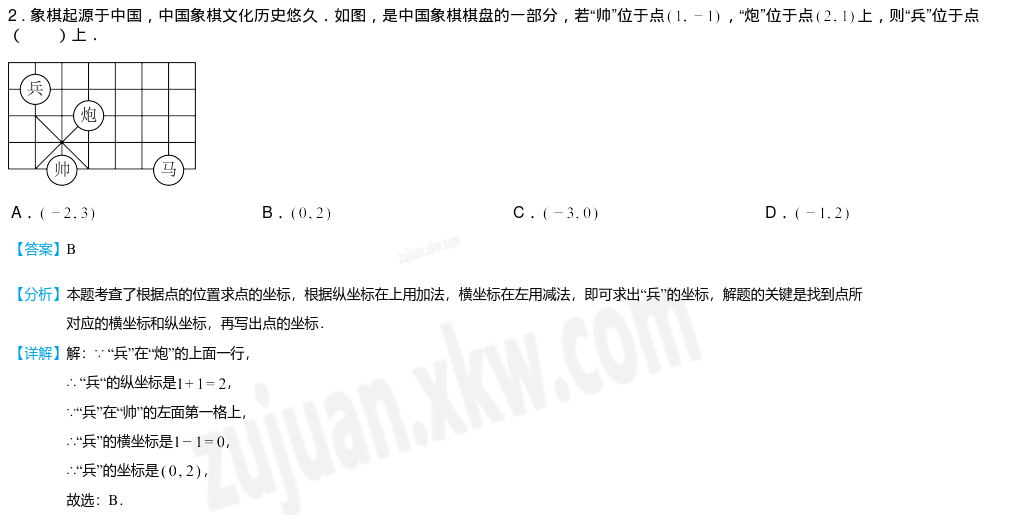 2．象棋起源于中国，中国象棋文化历史悠久．如图，是中国象棋棋盘的一部分，若“帅”位于点(1,－1)，“炮”位于点(2,1)上，则“兵”位于点
（　　）上．
兵
炮
帅
马
A．(－2,3)　B．(0,2)　C．(－3,0)　D．(－1,2)
【答案】B
zujuan.xkw.com
【分析】本题考查了根据点的位置求点的坐标，根据纵坐标在上用加法，横坐标在左用减法，即可求出“兵”的坐标，解题的关键是找到点所
对应的横坐标和纵坐标，再写出点的坐标．
【详解】解：∵“兵”在“炮”的上面一行，
∴“兵“的纵坐标是1+1=2，
∵“兵”在“帅”的左面第一格上，
∴“兵”的横坐标是1－1=0，
∴“兵”的坐标是(0,2)，
故选：B．
zujuan.xkw.com